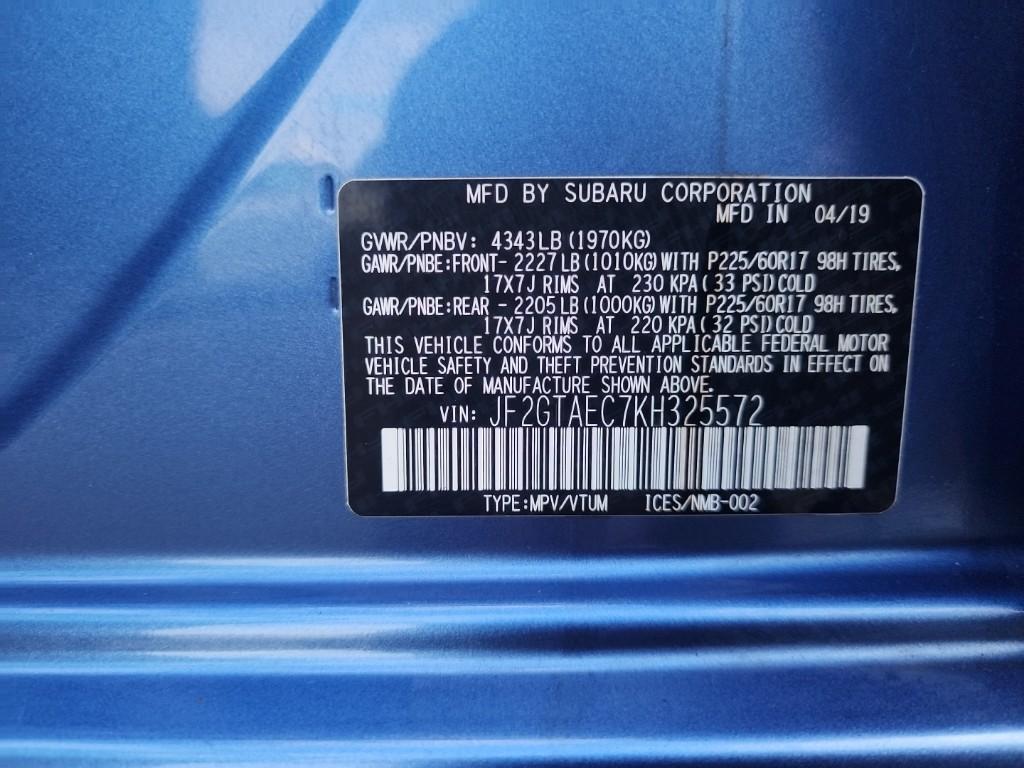 MFD BY SUBARU CORPORATION
MFD IN 04/19
GVWR/PNBV: 4343LB (1970KG)
GAWR/PNBE:FRONT- 2227LB (1010KG) WITH P225/60R17 98H TIRES,
17X7J RIMS AT 230 KPA ( 33 PSI) COLD
GAWR/PNBE:REAR - 2205LB (1000KG) WITH P225/60R17 98H TIRES,
17X7J RIMS AT 220 KPA ( 32 PSI) COLD
THIS VEHICLE CONFORMS TO ALL APPLICABLE FEDERAL MOTOR
VEHICLE SAFETY AND THEFT PREVENTION STANDARDS IN EFFECT ON
THE DATE OF MANUFACTURE SHOWN ABOVE.
VIN: JF2GTAEC7KH325572
TYPE:MPV/VTUM ICES/NMB-002